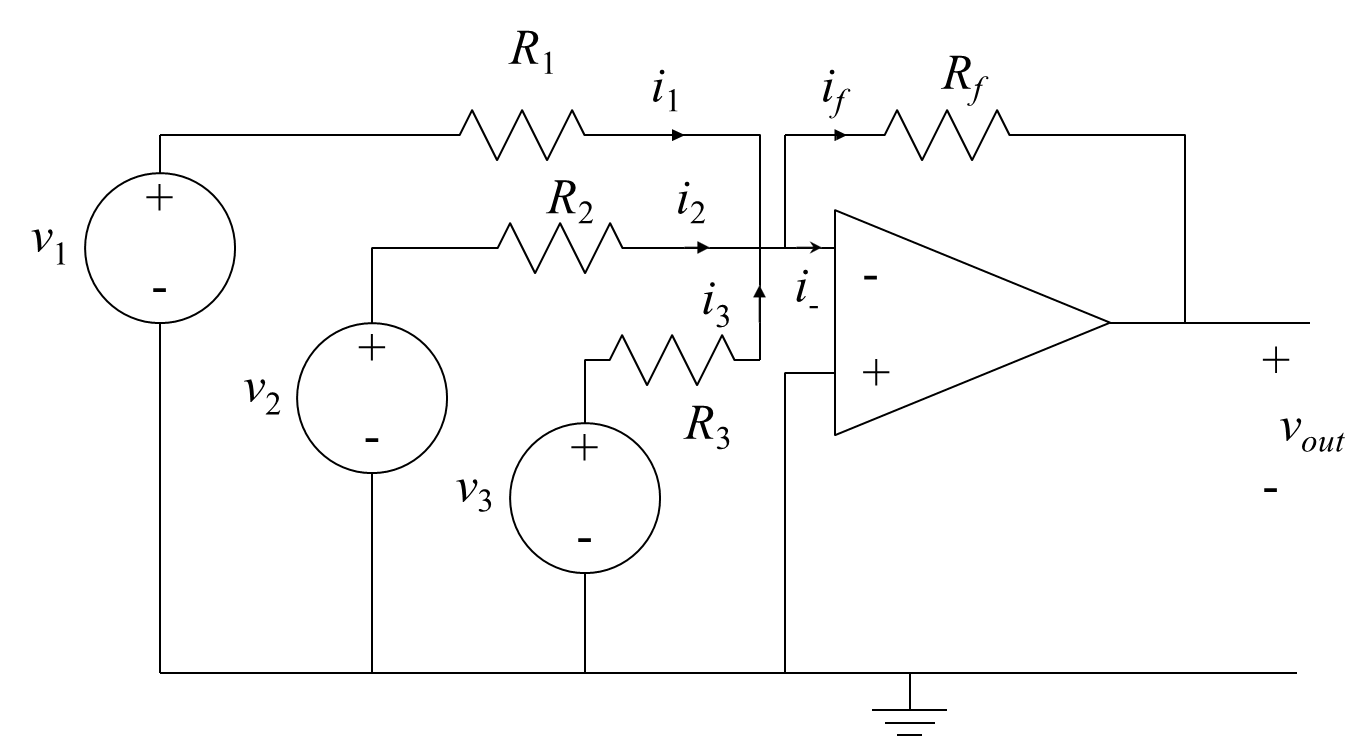 R1
i1
if
Rf
+
R2
i2
v1
-
i3
i-
-
+
v2
+
+
-
R3
vout
+
v3
-
-